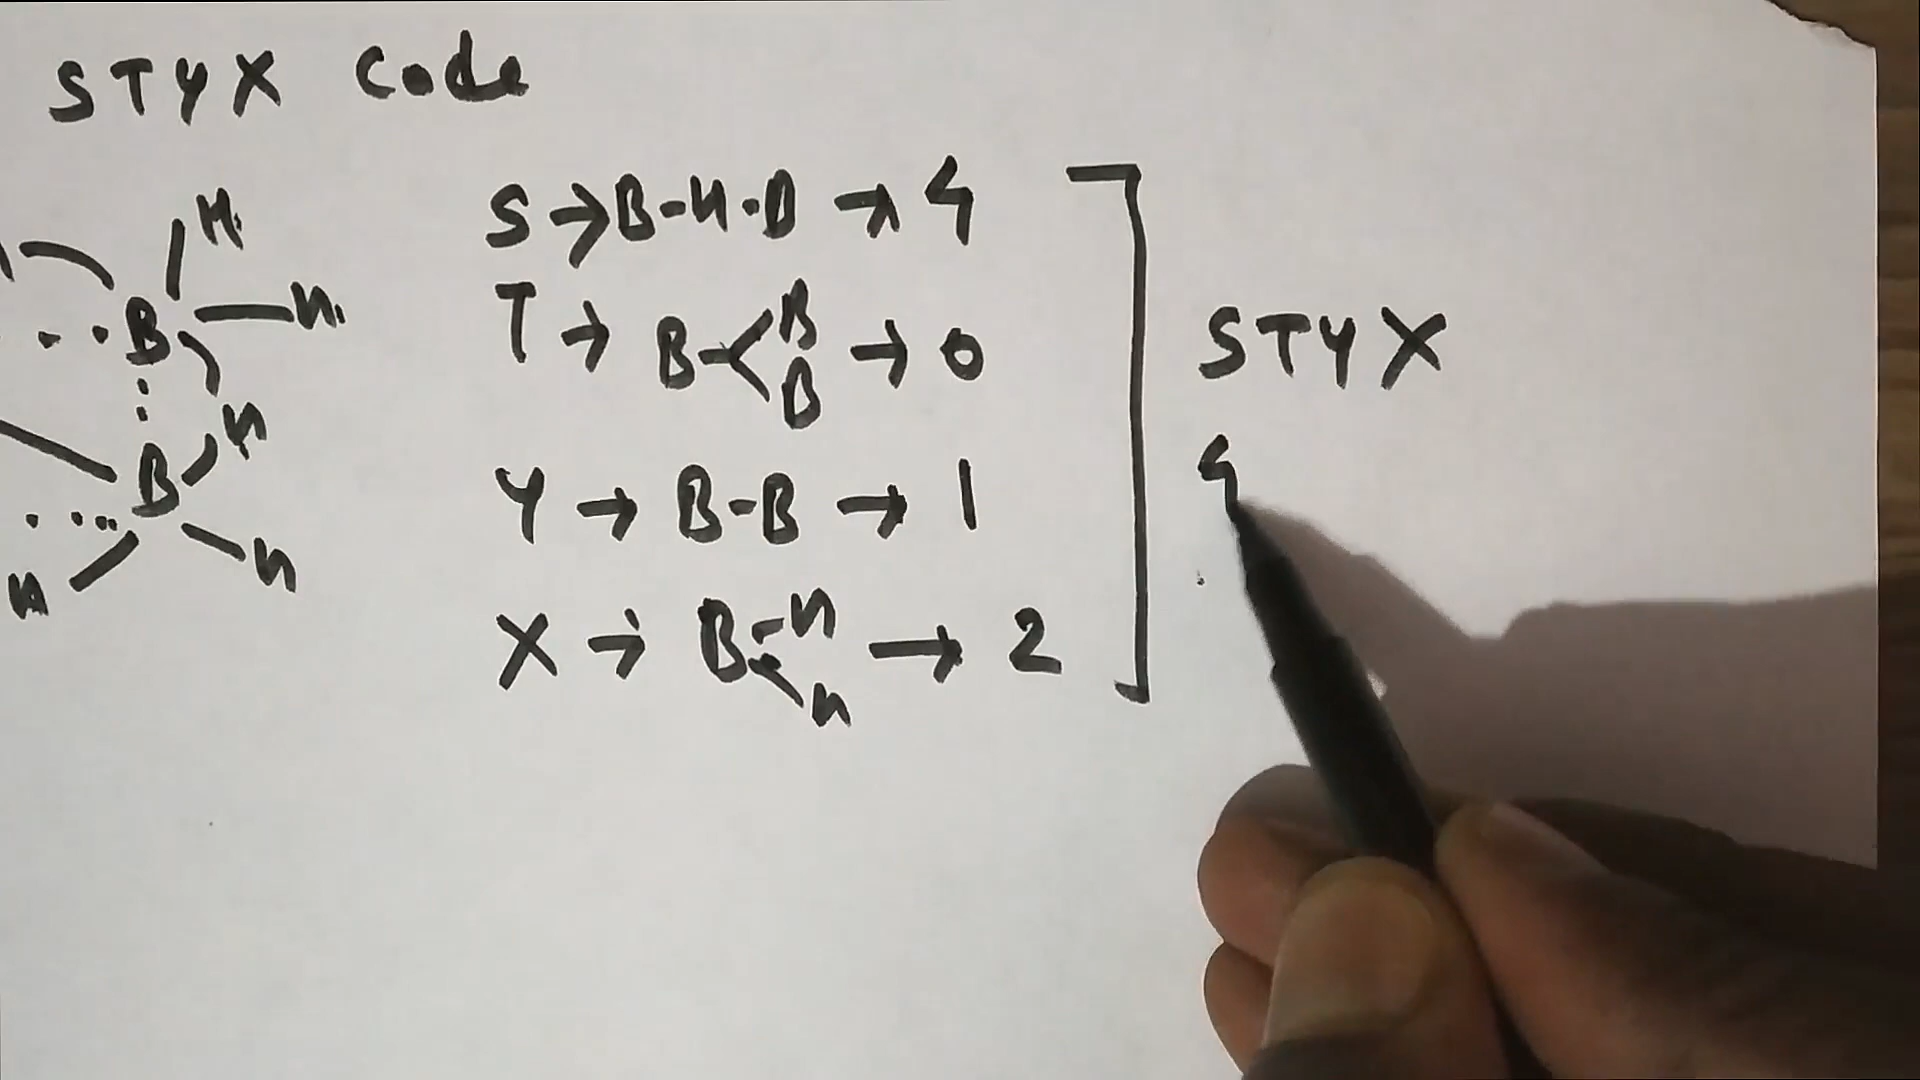 STYX Code
H
S → B-H-B → 4
H
T → B-<B B → 0
STYX
B
H
4
B
Y → B-B → 1
H
H
X → B H H → 2